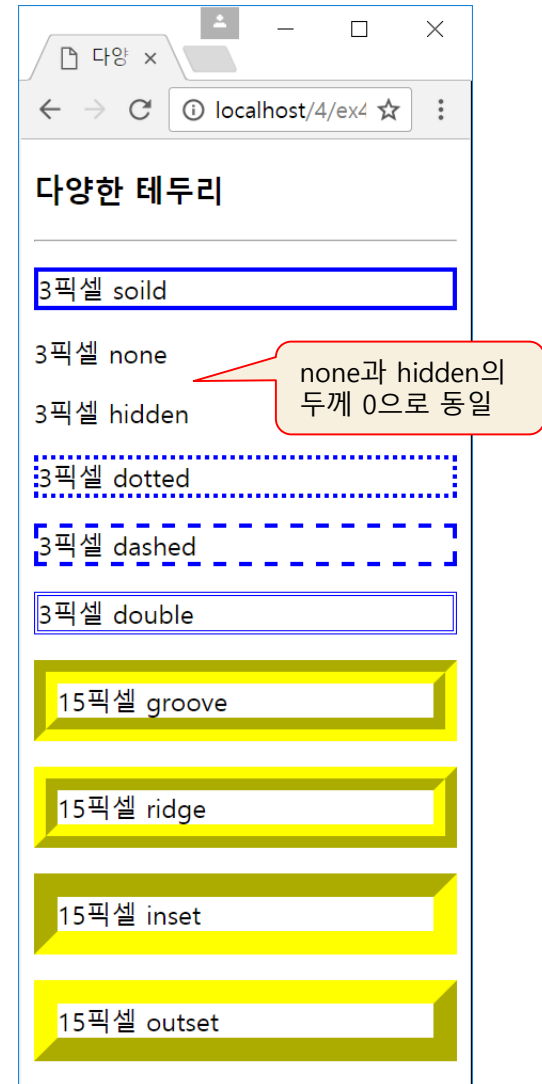 다양
localhost/4/ex4
다양한 테두리
3픽셀 soild
3픽셀 none
none과 hidden의
두께 0으로 동일
3픽셀 hidden
3픽셀 dotted
3픽셀 dashed
3픽셀 double
15픽셀 groove
15픽셀 ridge
15픽셀 inset
15픽셀 outset